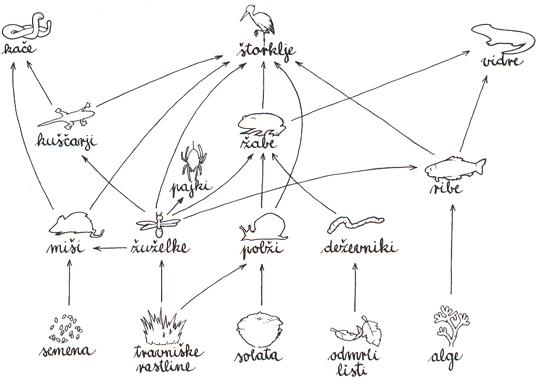 kače
štorklje
vidre
kuščarji
žabe
pajki
ribe
miši
žuželke
polži
deževniki
semena
travniške
rastline
solata
odmrli
listi
alge